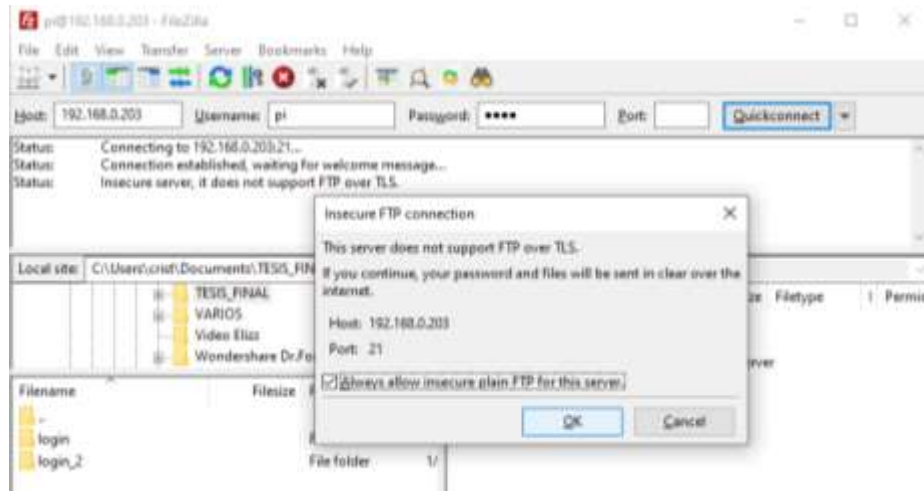 pi@192.168.0.203 - FileZilla
File Edit View Transfer Server Bookmarks Help
Host: 192.168.0.203 Username: pi Password: •••• Port: Quickconnect
Status: Connecting to 192.168.0.203:21...
Status: Connection established, waiting for welcome message...
Status: Insecure server, it does not support FTP over TLS.
Insecure FTP connection
This server does not support FTP over TLS.
If you continue, your password and files will be sent in clear over the
internet.
Host: 192.168.0.203
Port: 21
Always allow insecure plain FTP for this server.
OK Cancel
Local site: C:\Users\crist\Documents\TESIS_FIN
TESIS_FINAL
VARIOS
Video Eliss
Wondershare Dr.Fo
Filetype Permis
Filename Filesize
..
login
login_2 File folder 1/